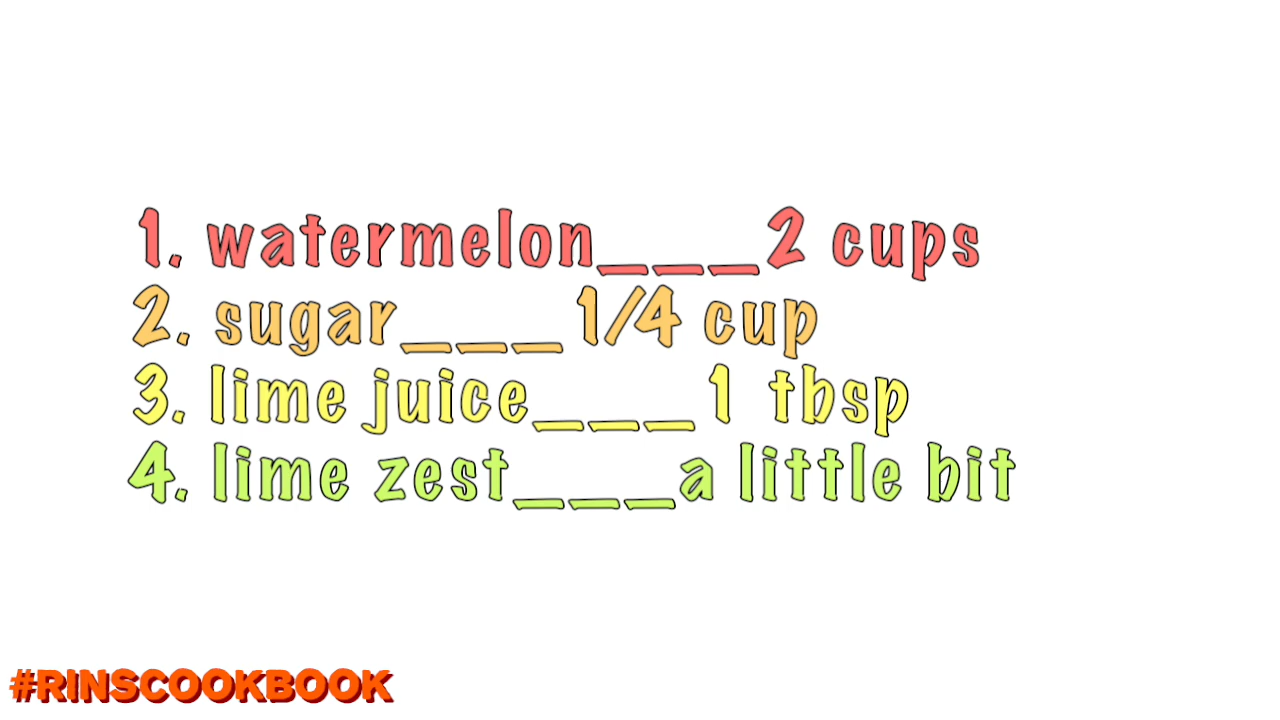 1. watermelon___2 cups
2. sugar___1/4 cup
3. lime juice___1 tbsp
4. lime zest___a little bit
#RINSCOOKBOOK